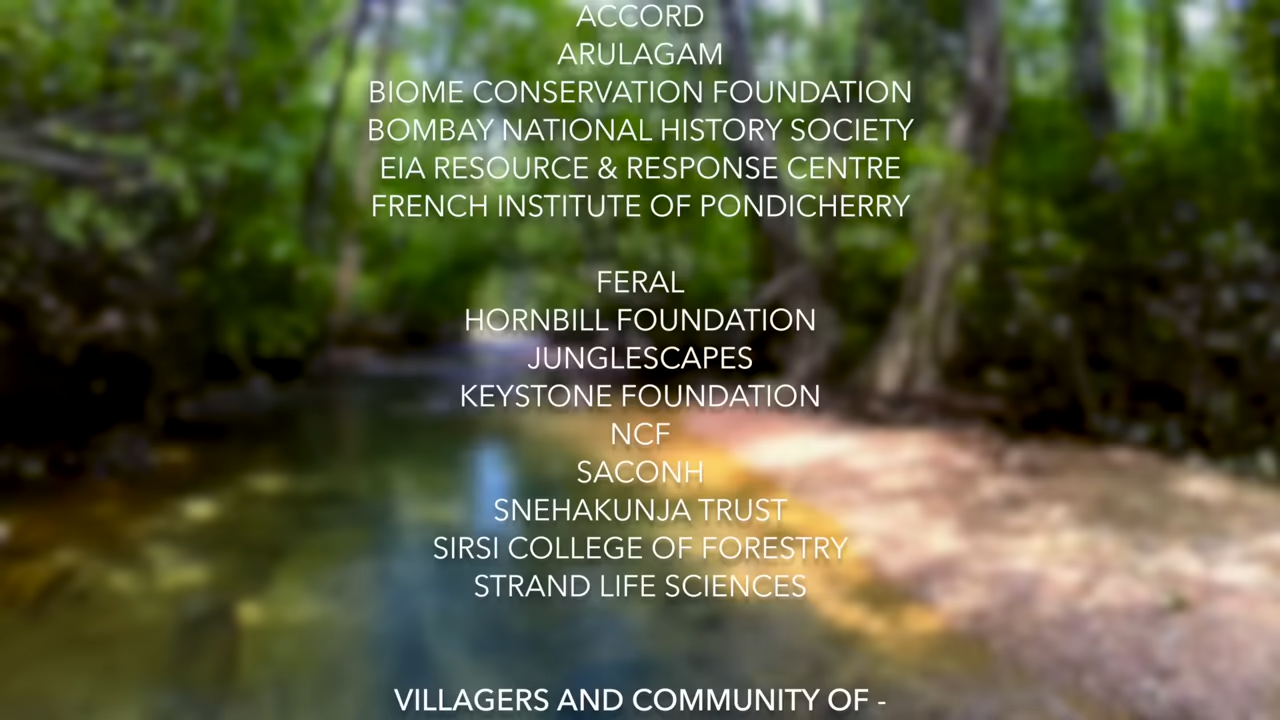 ACCORD
ARULAGAM
BIOME CONSERVATION FOUNDATION
BOMBAY NATIONAL HISTORY SOCIETY
EIA RESOURCE & RESPONSE CENTRE
FRENCH INSTITUTE OF PONDICHERRY
FERAL
HORNBILL FOUNDATION
JUNGLESCAPES
KEYSTONE FOUNDATION
NCF
SACONH
SNEHAKUNJA TRUST
SIRSI COLLEGE OF FORESTRY
STRAND LIFE SCIENCES
VILLAGERS AND COMMUNITY OF -